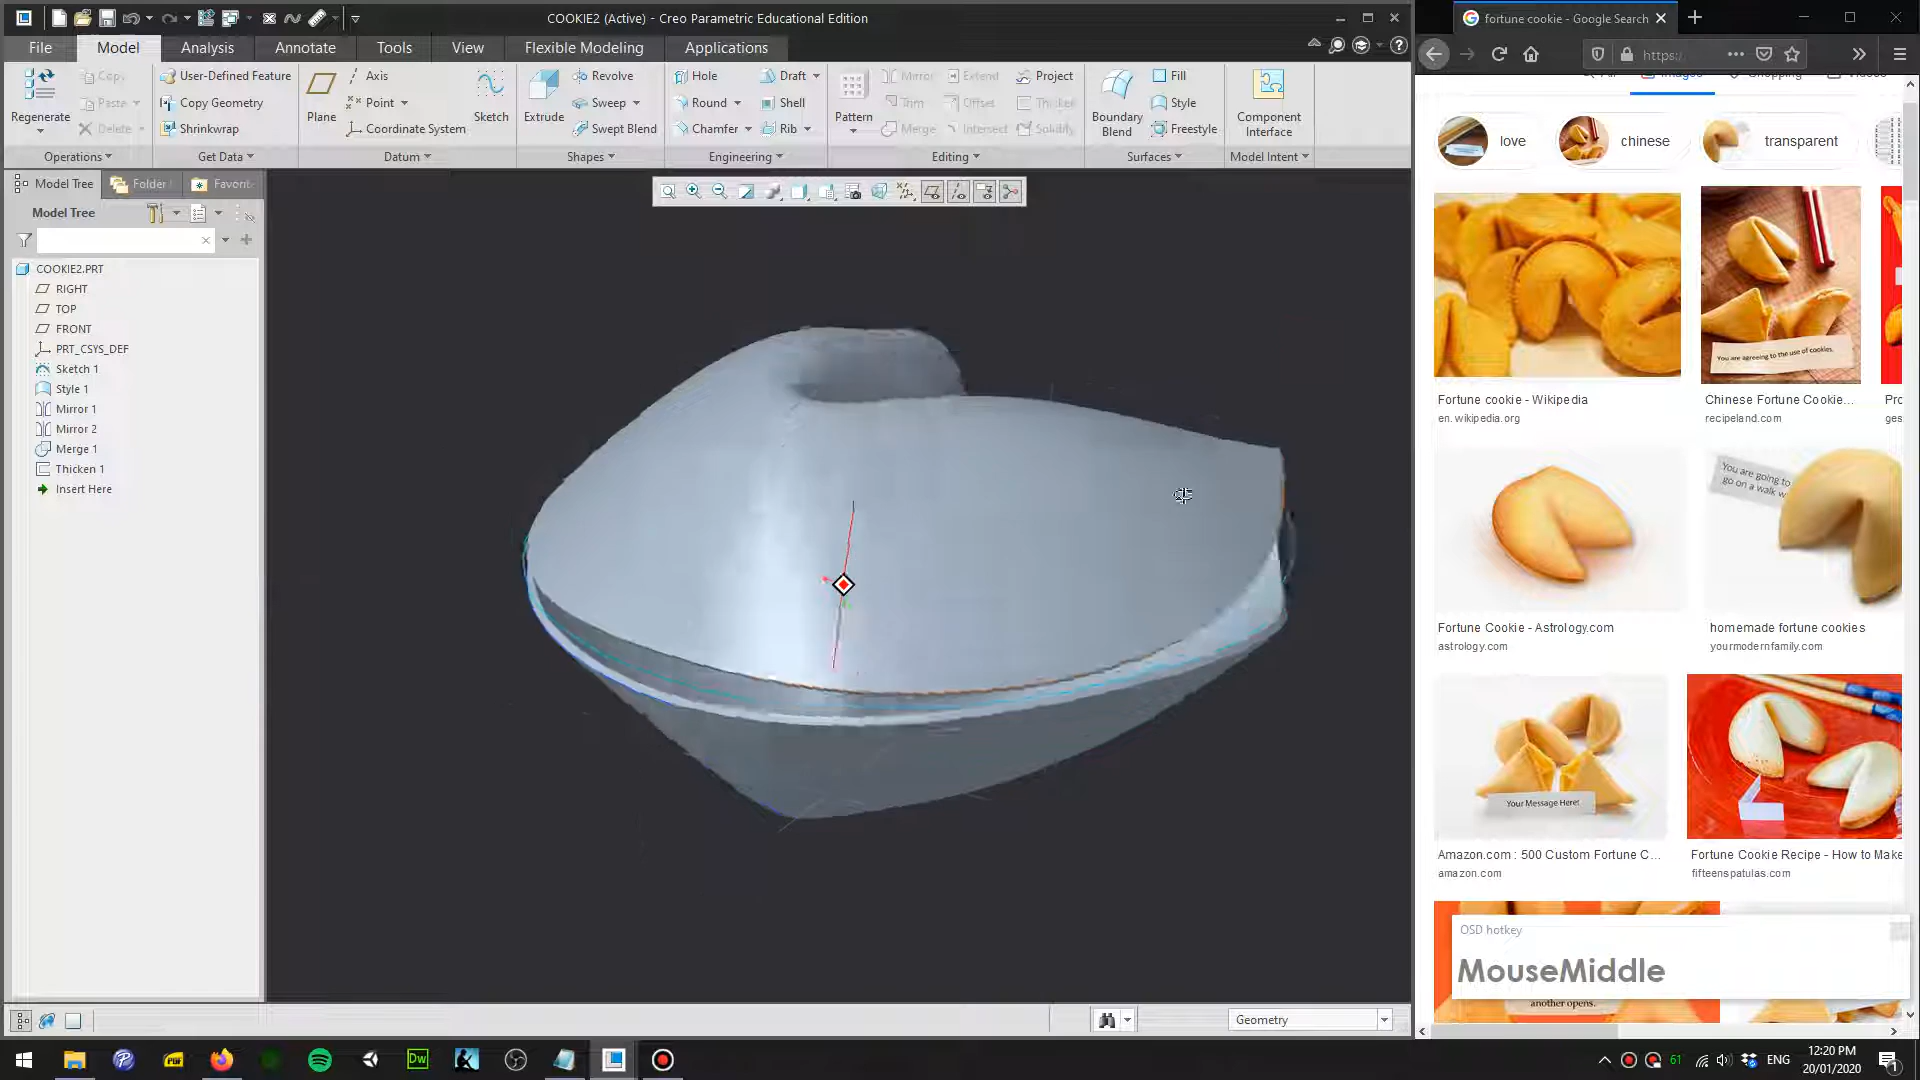 COOKIE2 (Active) - Creo Parametric Educational Edition
File
Model
Analysis
Annotate
Tools
View
Flexible Modeling
Applications
Regenerate
Copy
Paste
Delete
Operations
User-Defined Feature
Copy Geometry
Shrinkwrap
Get Data
Plane
Axis
Point
Coordinate System
Sketch
Datum
Extrude
Revolve
Sweep
Swept Blend
Shapes
Hole
Round
Chamfer
Draft
Shell
Rib
Engineering
Pattern
Mirror
Trim
Merge
Extend
Offset
Intersect
Project
Thicken
Solidify
Editing
Boundary
Blend
Fill
Style
Freestyle
Surfaces
Component
Interface
Model Intent
Model Tree
Folder
Favorit
Model Tree
COOKIE2.PRT
RIGHT
TOP
FRONT
PRT_CSYS_DEF
Sketch 1
Style 1
Mirror 1
Mirror 2
Merge 1
Thicken 1
Insert Here
Geometry
fortune cookie - Google Search
https:
Images
Shopping
love
chinese
transparent
You are agreeing to the use of cookies.
Fortune cookie - Wikipedia
en.wikipedia.org
Chinese Fortune Cookie...
recipeland.com
Pro
ges
You are going to
go on a walk w
Fortune Cookie - Astrology.com
astrology.com
homemade fortune cookies
yourmodernfamily.com
Your Message Here!
Amazon.com : 500 Custom Fortune C...
amazon.com
Fortune Cookie Recipe - How to Make
fifteenspatulas.com
OSD hotkey
MouseMiddle
another opens.
Dw
61
ENG
12:20 PM
20/01/2020
1